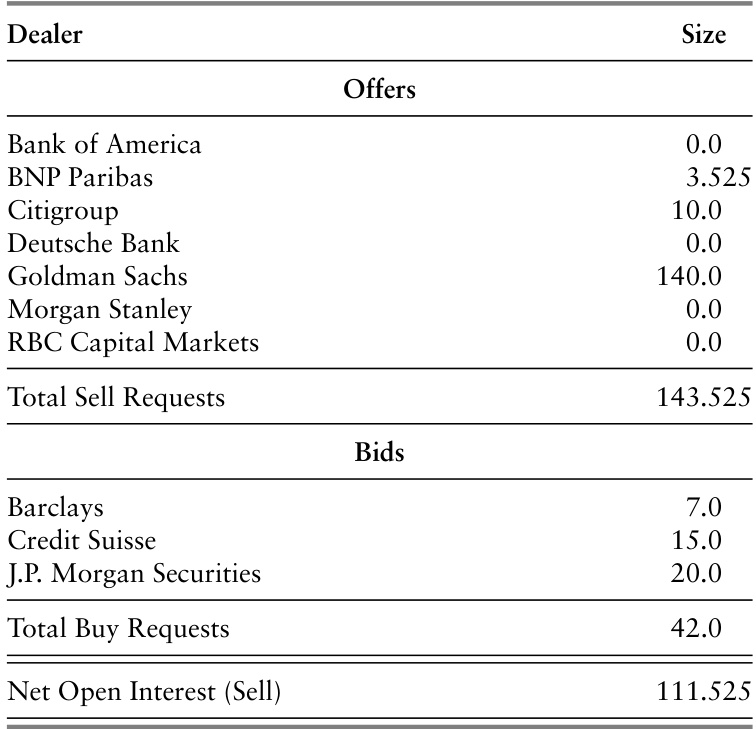 Dealer Size
Offers
Bank of America 0.0
BNP Paribas 3.525
Citigroup 10.0
Deutsche Bank 0.0
Goldman Sachs 140.0
Morgan Stanley 0.0
RBC Capital Markets 0.0
Total Sell Requests 143.525
Bids
Barclays 7.0
Credit Suisse 15.0
J.P. Morgan Securities 20.0
Total Buy Requests 42.0
Net Open Interest (Sell) 111.525